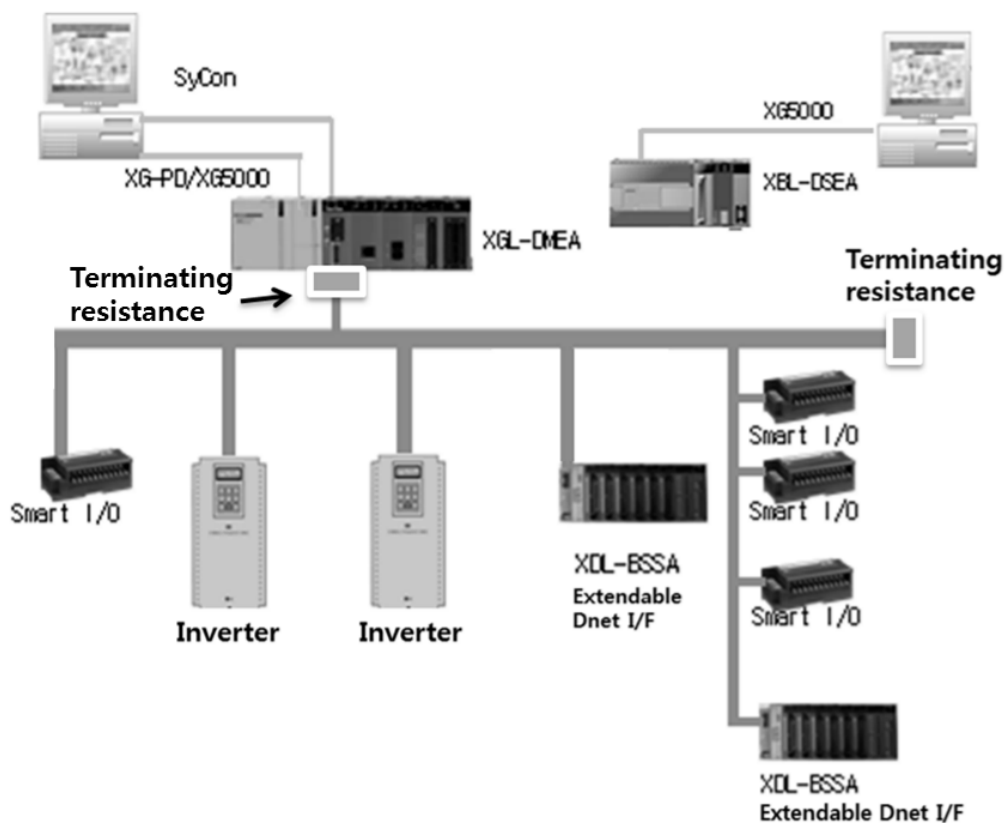 SyCon
XG5000
XG-PD/XG5000
XBL-DSEA
XGL-DMEA
Terminating
resistance
Terminating
resistance
Smart I/O
Smart I/O
Smart I/O
Smart I/O
Inverter
Inverter
XDL-BSSA
Extendable
Dnet I/F
XDL-BSSA
Extendable Dnet I/F